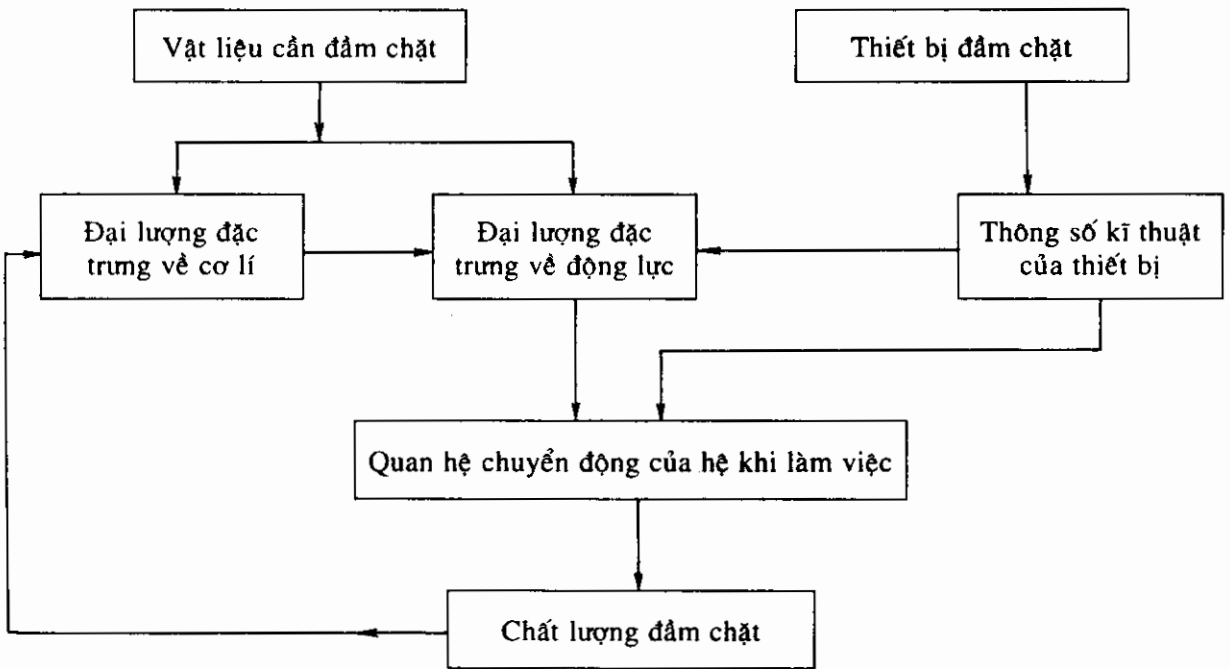 Vật liệu cần đầm chặt
Thiết bị đầm chặt
Đại lượng đặc
trưng về cơ lí
Đại lượng đặc
trưng về động lực
Thông số kĩ thuật
của thiết bị
Quan hệ chuyển động của hệ khi làm việc
Chất lượng đầm chặt